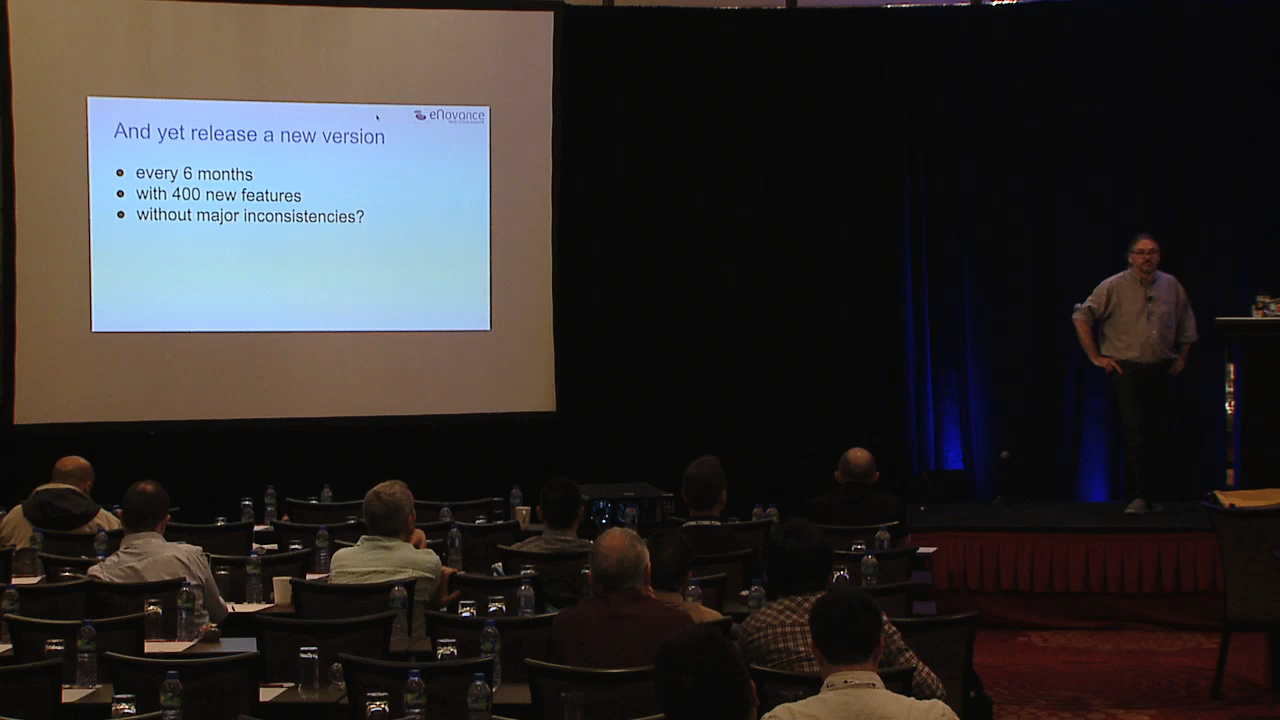 eNovance
And yet release a new version
every 6 months
with 400 new features
without major inconsistencies?